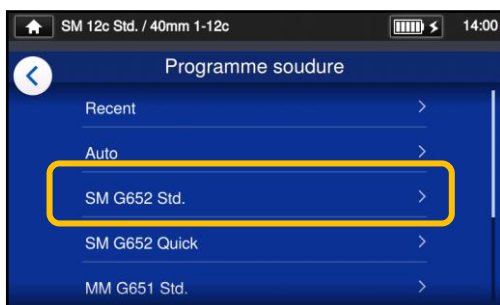 SM 12c Std. / 40mm 1-12c 14:00
Programme soudure
Recent
Auto
SM G652 Std.
SM G652 Quick
MM G651 Std.